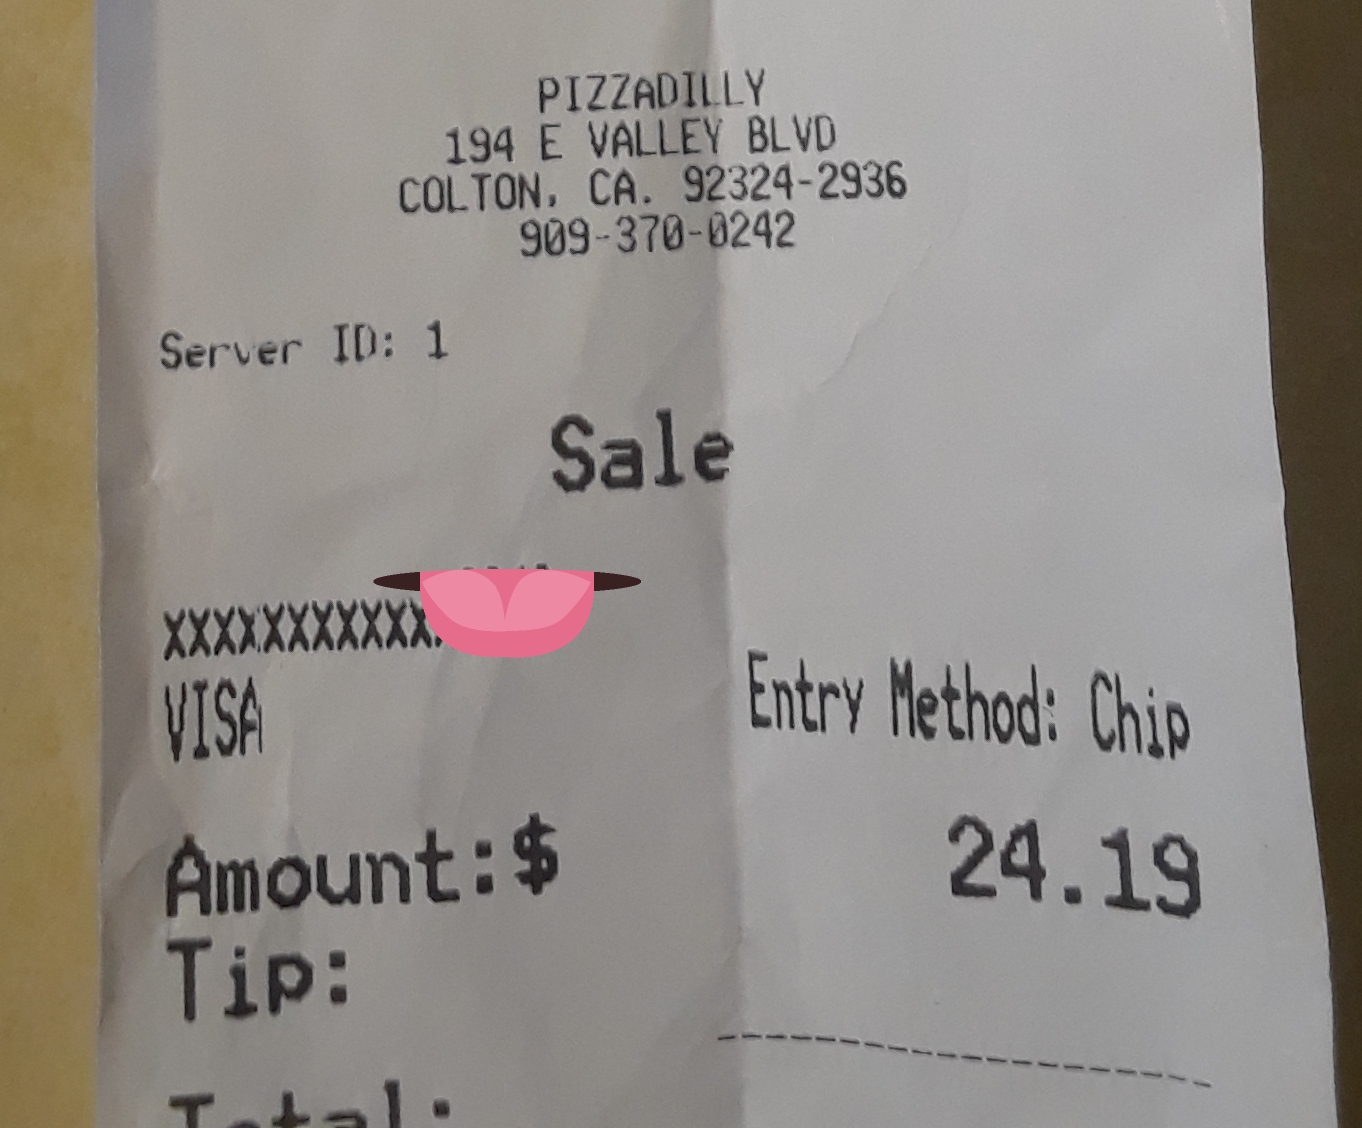 PIZZADILLY
194 E VALLEY BLVD
COLTON, CA. 92324-2936
909-370-0242
Server ID: 1
Sale
XXXXXXXXXXX
VISA
Entry Method: Chip
Amount:$ 24.19
Tip:
Total: